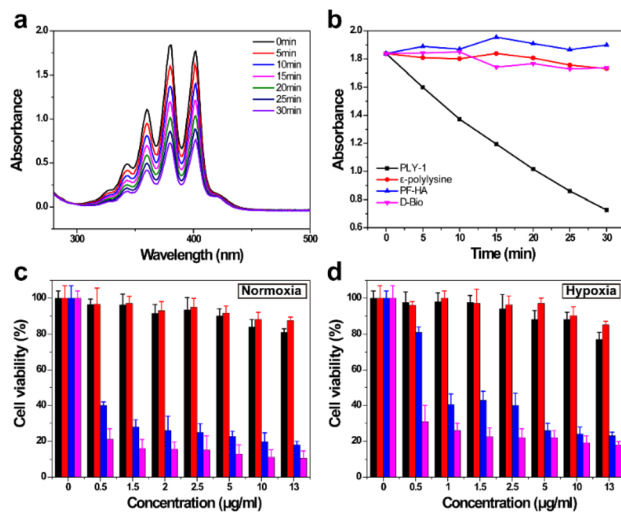 a
b
2.0
1.5
1.0
0.5
0.0
Absorbance
300
400
500
Wavelength (nm)
0min
5min
10min
15min
20min
25min
30min
2.0
1.8
1.6
1.4
1.2
1.0
0.8
0.6
Absorbance
0
5
10
15
20
25
30
Time (min)
PLY-1
ε-polylysine
PF-HA
D-Bio
c
d
Normoxia
100
80
60
40
20
0
Cell viability (%)
0
0.5
1.5
2
2.5
5
10
13
Concentration (μg/ml)
Hypoxia
100
80
60
40
20
0
Cell viability (%)
0
0.5
1
1.5
2.5
5
10
13
Concentration (μg/ml)